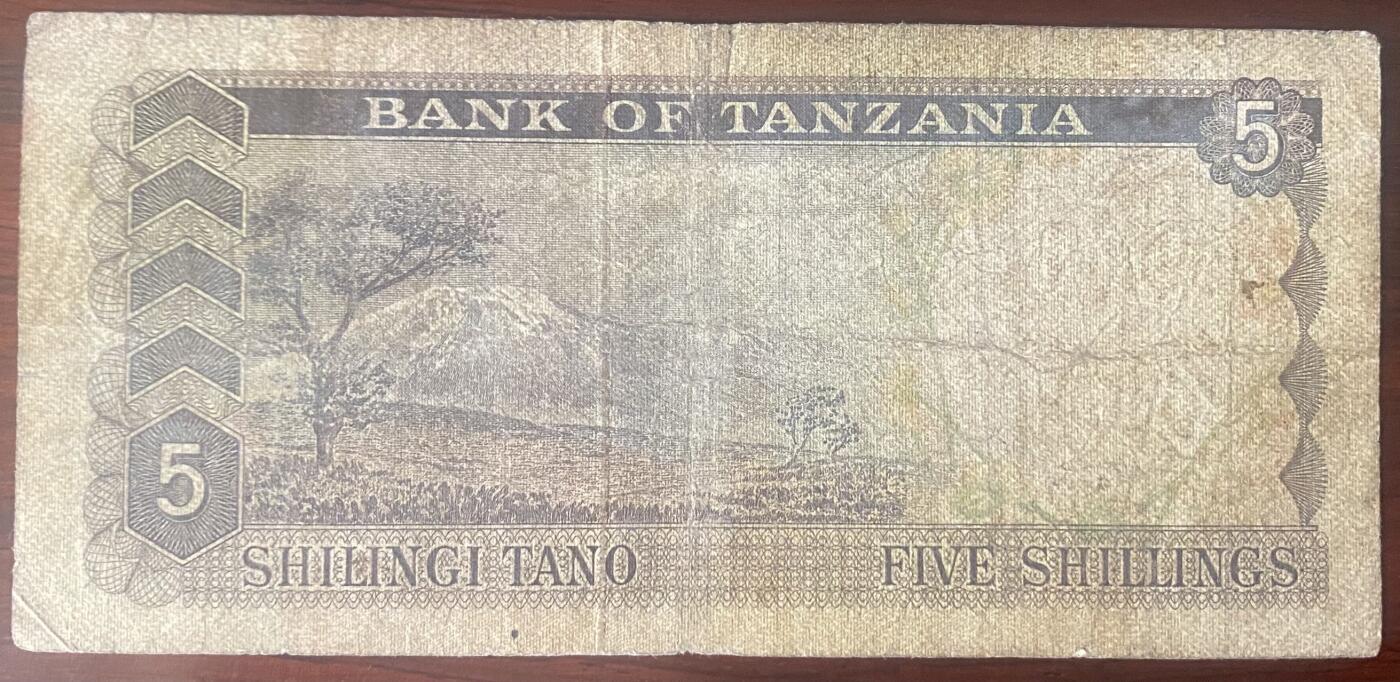 BANK OF TANZANIA
5
5
SHILINGI TANO
FIVE SHILLINGS